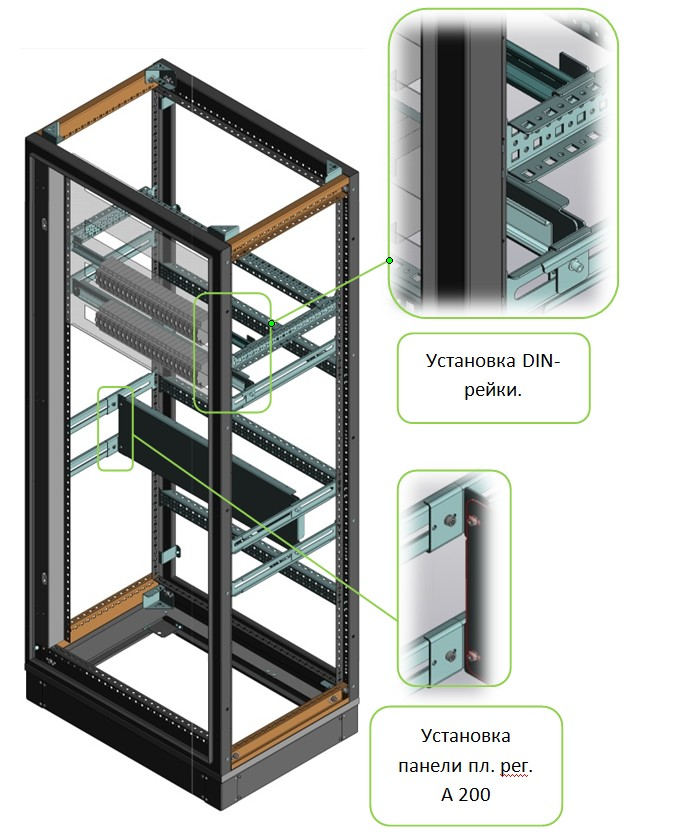 Установка DIN-
рейки.
Установка
панели пл. рег.
А 200